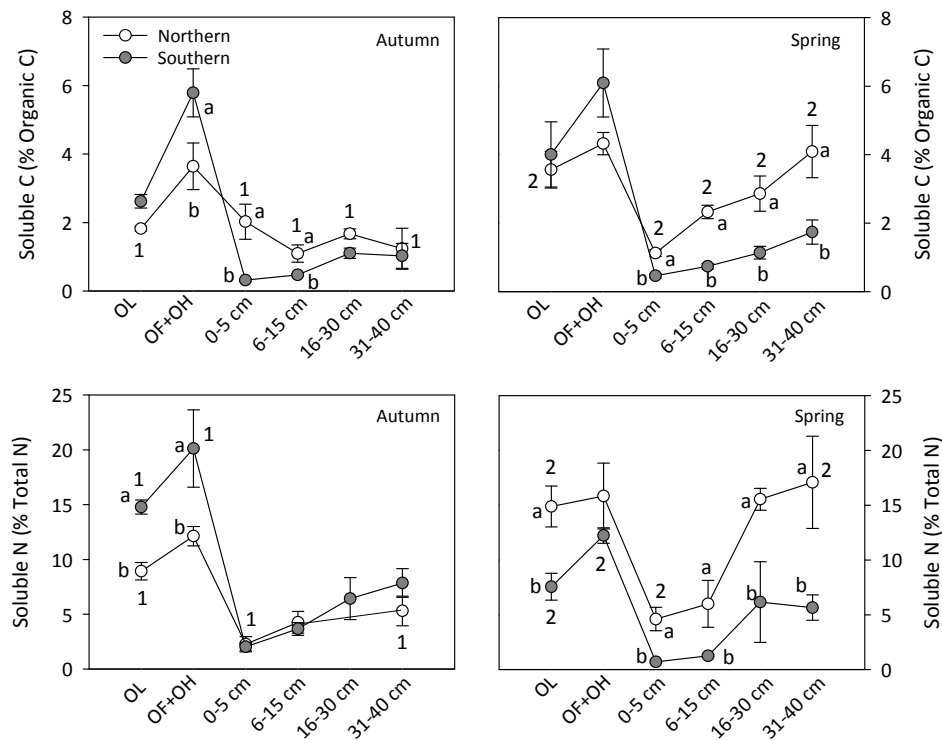 Soluble C (% Organic C)
8
6
4
2
0
Northern
Southern
Autumn
a
b
1
1
a
b
1
a
b
1
1
OL
OF+OH
0-5 cm
6-15 cm
16-30 cm
31-40 cm
Spring
2
2
a
b
2
a
b
2
a
b
2
a
b
8
6
4
2
0
Soluble C (% Organic C)
OL
OF+OH
0-5 cm
6-15 cm
16-30 cm
31-40 cm
Soluble N (% Total N)
25
20
15
10
5
0
Autumn
1
a
b
1
a
1
b
1
1
OL
OF+OH
0-5 cm
6-15 cm
16-30 cm
31-40 cm
Spring
2
a
b
2
2
2
a
b
a
b
a
b
a
2
b
25
20
15
10
5
0
Soluble N (% Total N)
OL
OF+OH
0-5 cm
6-15 cm
16-30 cm
31-40 cm